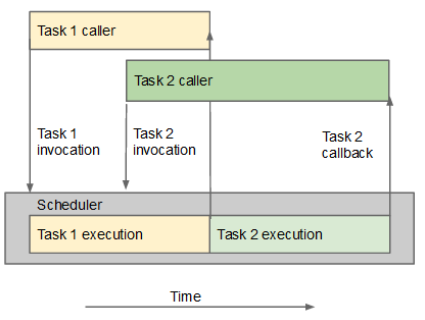 Task 1 caller
Task 2 caller
Task 1
invocation
Task 2
invocation
Task 2
callback
Scheduler
Task 1 execution
Task 2 execution
Time